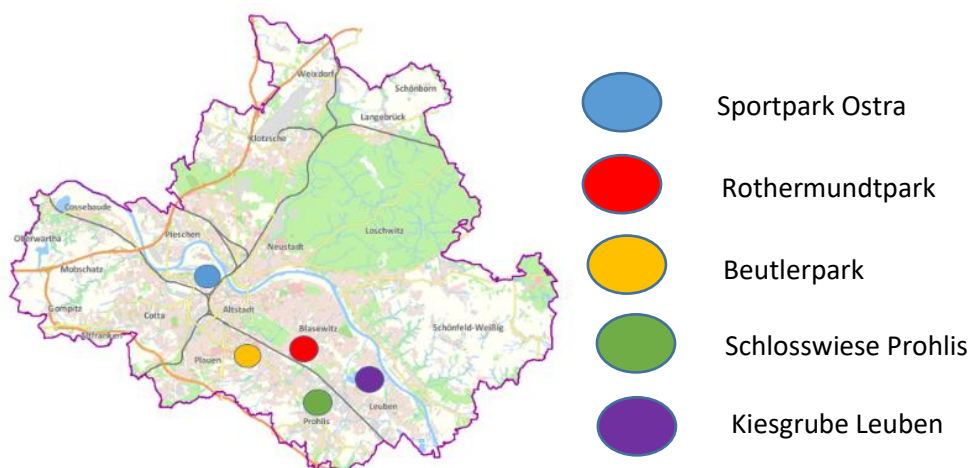 Weixdorf
Schönborn
Langebrück
Klotzsche
Cossebaude
Pieschen
Oberwartha
Neustadt
Loschwitz
Mobschatz
Gompitz
Cotta
Altstadt
Altfranken
Blasewitz
Schönfeld-Weißig
Plauen
Leuben
Prohlis
Sportpark Ostra
Rothermundtpark
Beutlerpark
Schlosswiese Prohlis
Kiesgrube Leuben